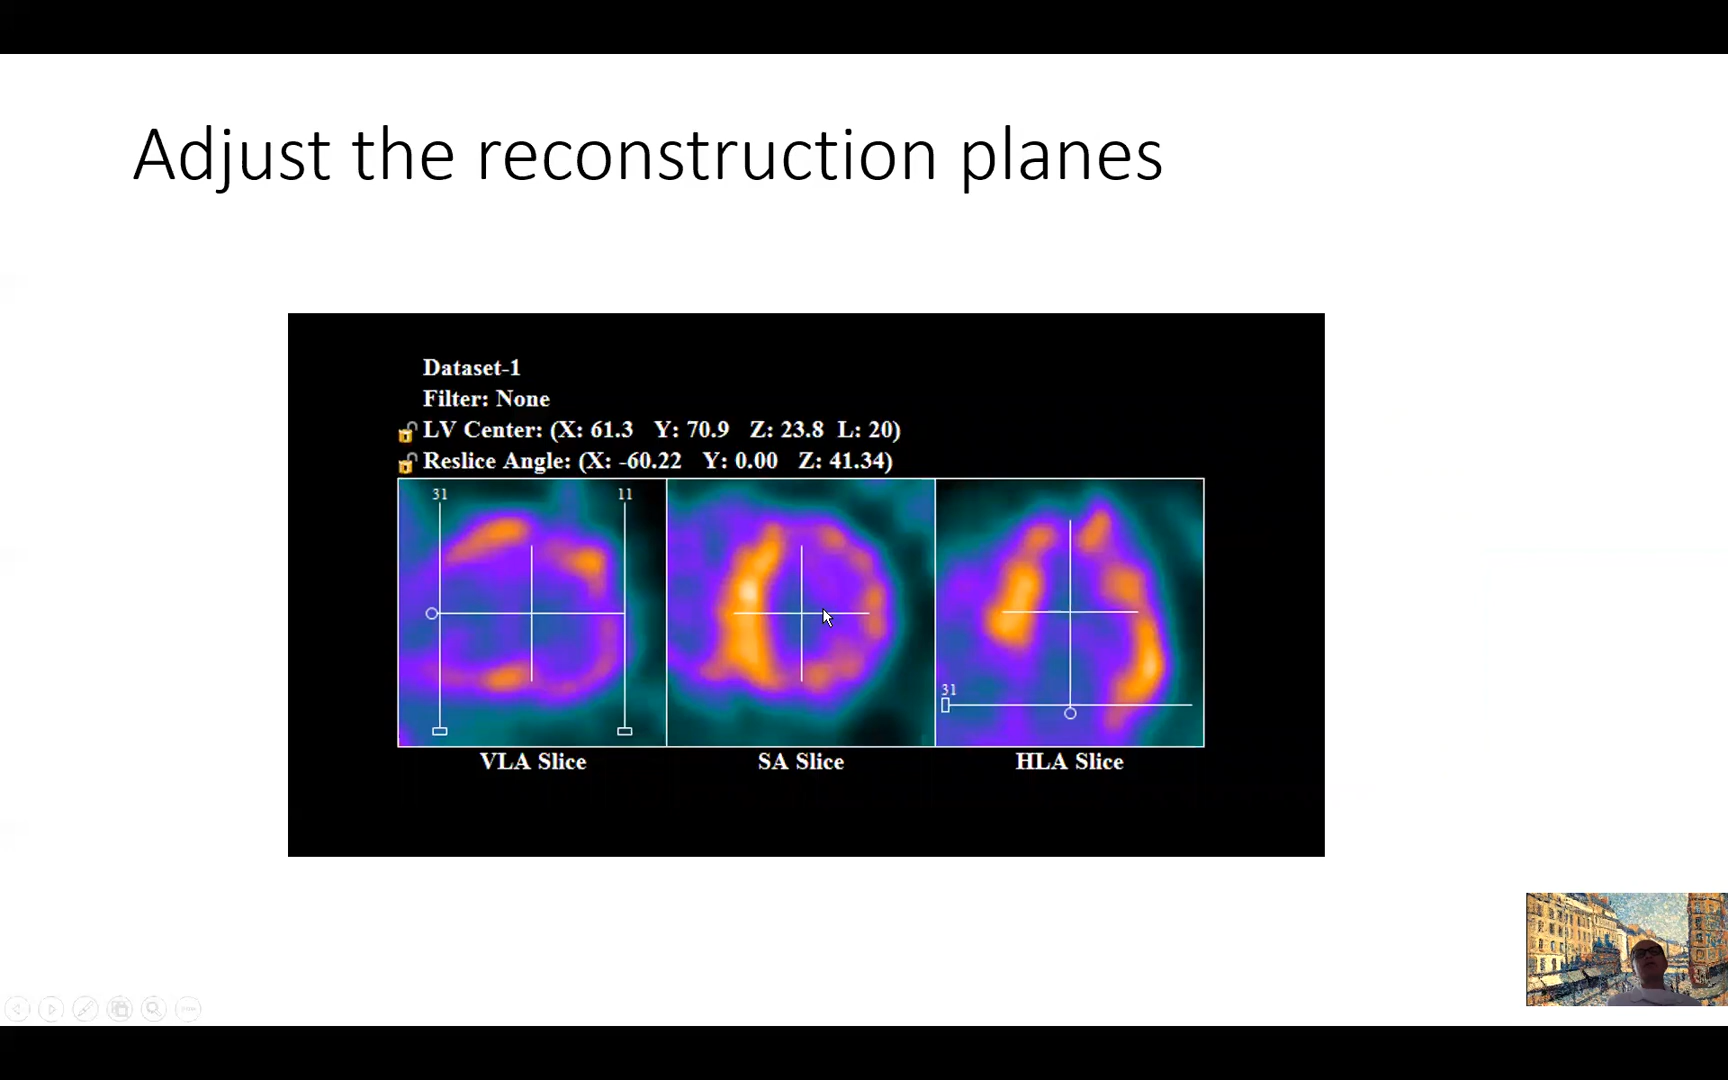 Adjust the reconstruction planes
Dataset-1
Filter: None
LV Center: (X: 61.3 Y: 70.9 Z: 23.8 L: 20)
Reslice Angle: (X: -60.22 Y: 0.00 Z: 41.34)
31
11
31
VLA Slice
SA Slice
HLA Slice